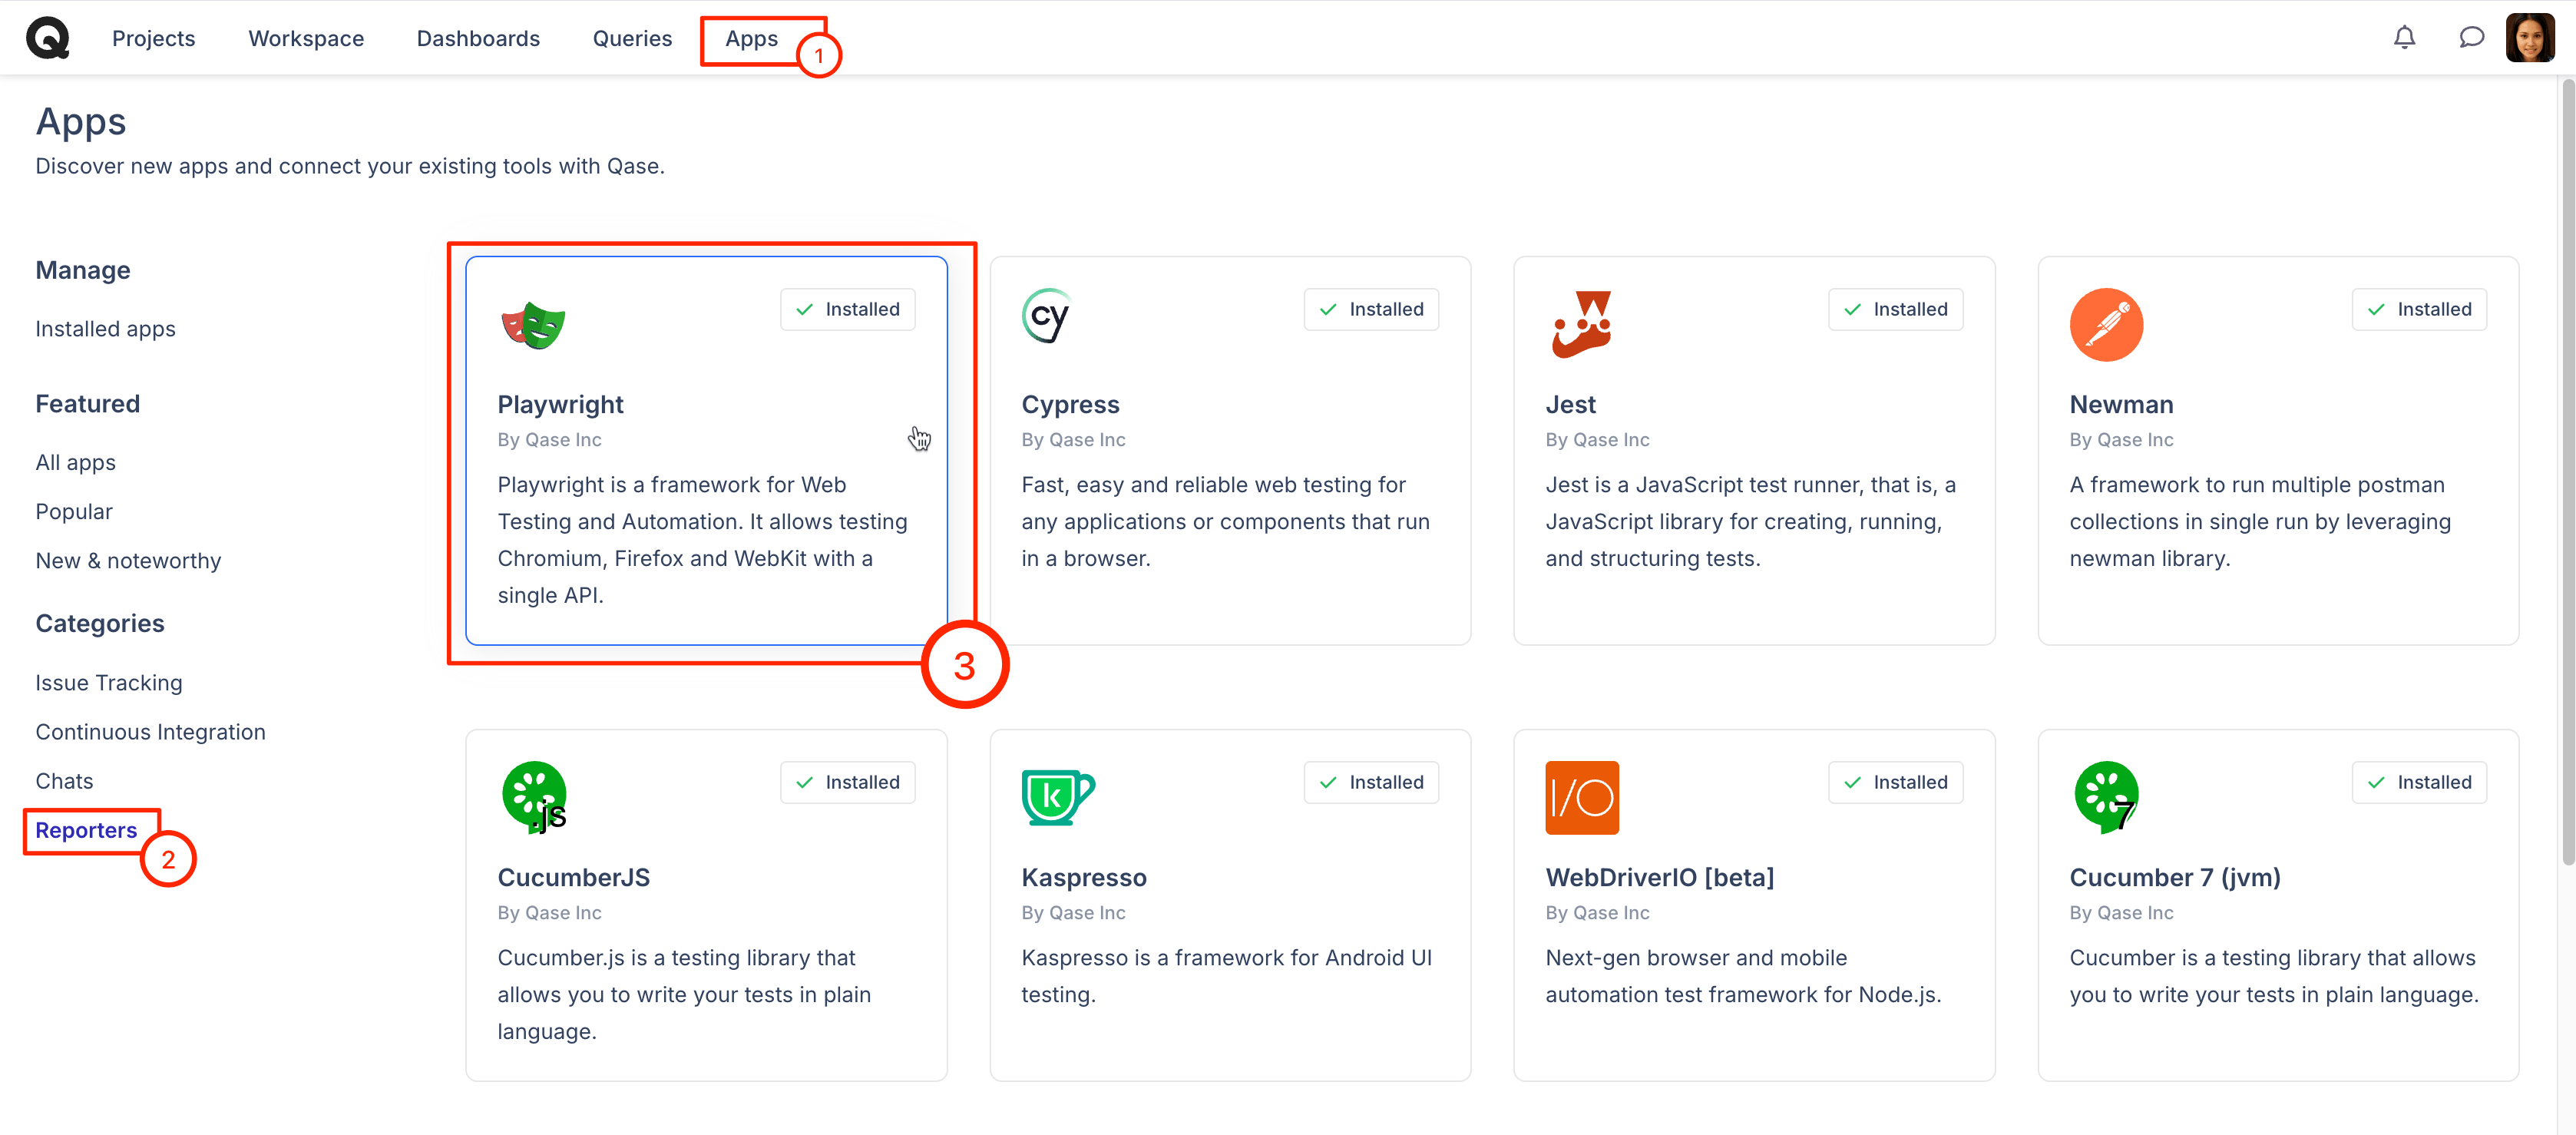 Projects
Workspace
Dashboards
Queries
Apps
1
Apps
Discover new apps and connect your existing tools with Qase.
Manage
Installed apps
Featured
All apps
Popular
New & noteworthy
Categories
Issue Tracking
Continuous Integration
Chats
Reporters
2
Installed
Playwright
By Qase Inc
Playwright is a framework for Web
Testing and Automation. It allows testing
Chromium, Firefox and WebKit with a
single API.
3
cy
Installed
Cypress
By Qase Inc
Fast, easy and reliable web testing for
any applications or components that run
in a browser.
Installed
Jest
By Qase Inc
Jest is a JavaScript test runner, that is, a
JavaScript library for creating, running,
and structuring tests.
Installed
Newman
By Qase Inc
A framework to run multiple postman
collections in single run by leveraging
newman library.
.js
Installed
CucumberJS
By Qase Inc
Cucumber.js is a testing library that
allows you to write your tests in plain
language.
k
Installed
Kaspresso
By Qase Inc
Kaspresso is a framework for Android UI
testing.
I/O
Installed
WebDriverIO [beta]
By Qase Inc
Next-gen browser and mobile
automation test framework for Node.js.
7
Installed
Cucumber 7 (jvm)
By Qase Inc
Cucumber is a testing library that allows
you to write your tests in plain language.